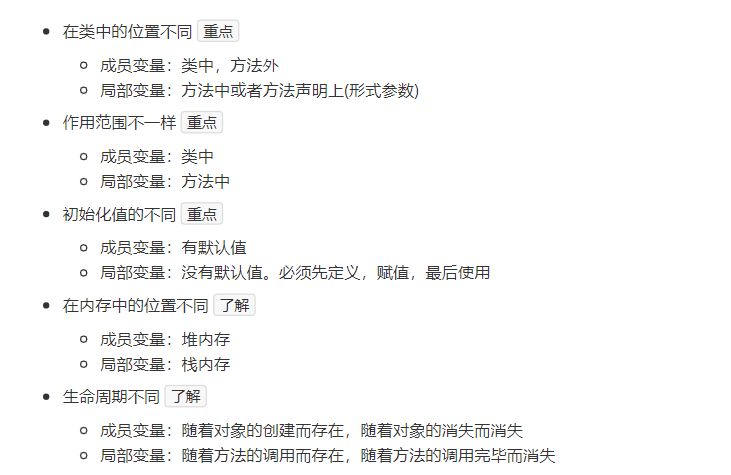 在类中的位置不同 重点
成员变量：类中，方法外
局部变量：方法中或者方法声明上(形式参数)
作用范围不一样 重点
成员变量：类中
局部变量：方法中
初始化值的不同 重点
成员变量：有默认值
局部变量：没有默认值。必须先定义，赋值，最后使用
在内存中的位置不同 了解
成员变量：堆内存
局部变量：栈内存
生命周期不同 了解
成员变量：随着对象的创建而存在，随着对象的消失而消失
局部变量：随着方法的调用而存在，随着方法的调用完毕而消失